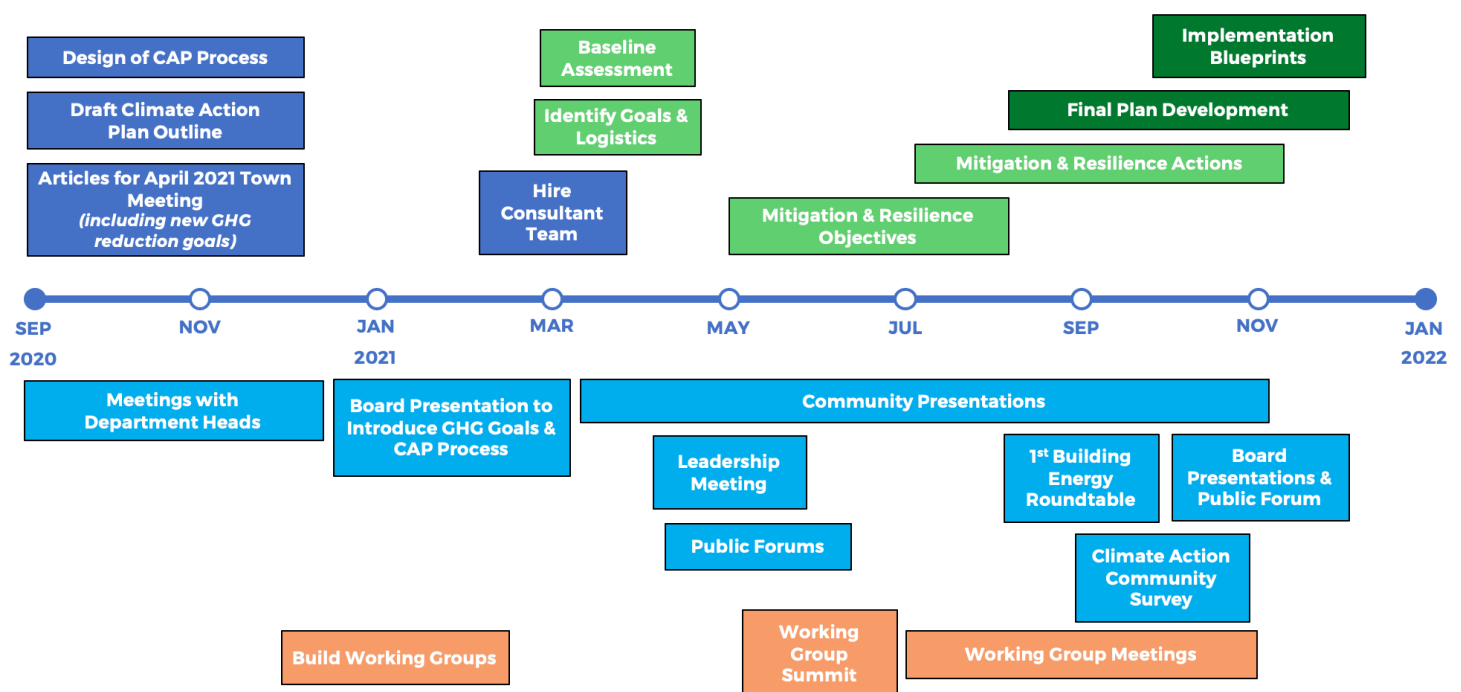 Design of CAP Process
Draft Climate Action
Plan Outline
Articles for April 2021 Town
Meeting
(including new GHG
reduction goals)
Baseline
Assessment
Identify Goals &
Logistics
Hire
Consultant
Team
Implementation
Blueprints
Final Plan Development
Mitigation & Resilience Actions
Mitigation & Resilience
Objectives
SEP
2020
NOV
JAN
2021
MAR
MAY
JUL
SEP
NOV
JAN
2022
Meetings with
Department Heads
Board Presentation to
Introduce GHG Goals &
CAP Process
Community Presentations
Leadership
Meeting
Public Forums
1st Building
Energy
Roundtable
Board
Presentations &
Public Forum
Climate Action
Community
Survey
Build Working Groups
Working
Group
Summit
Working Group Meetings